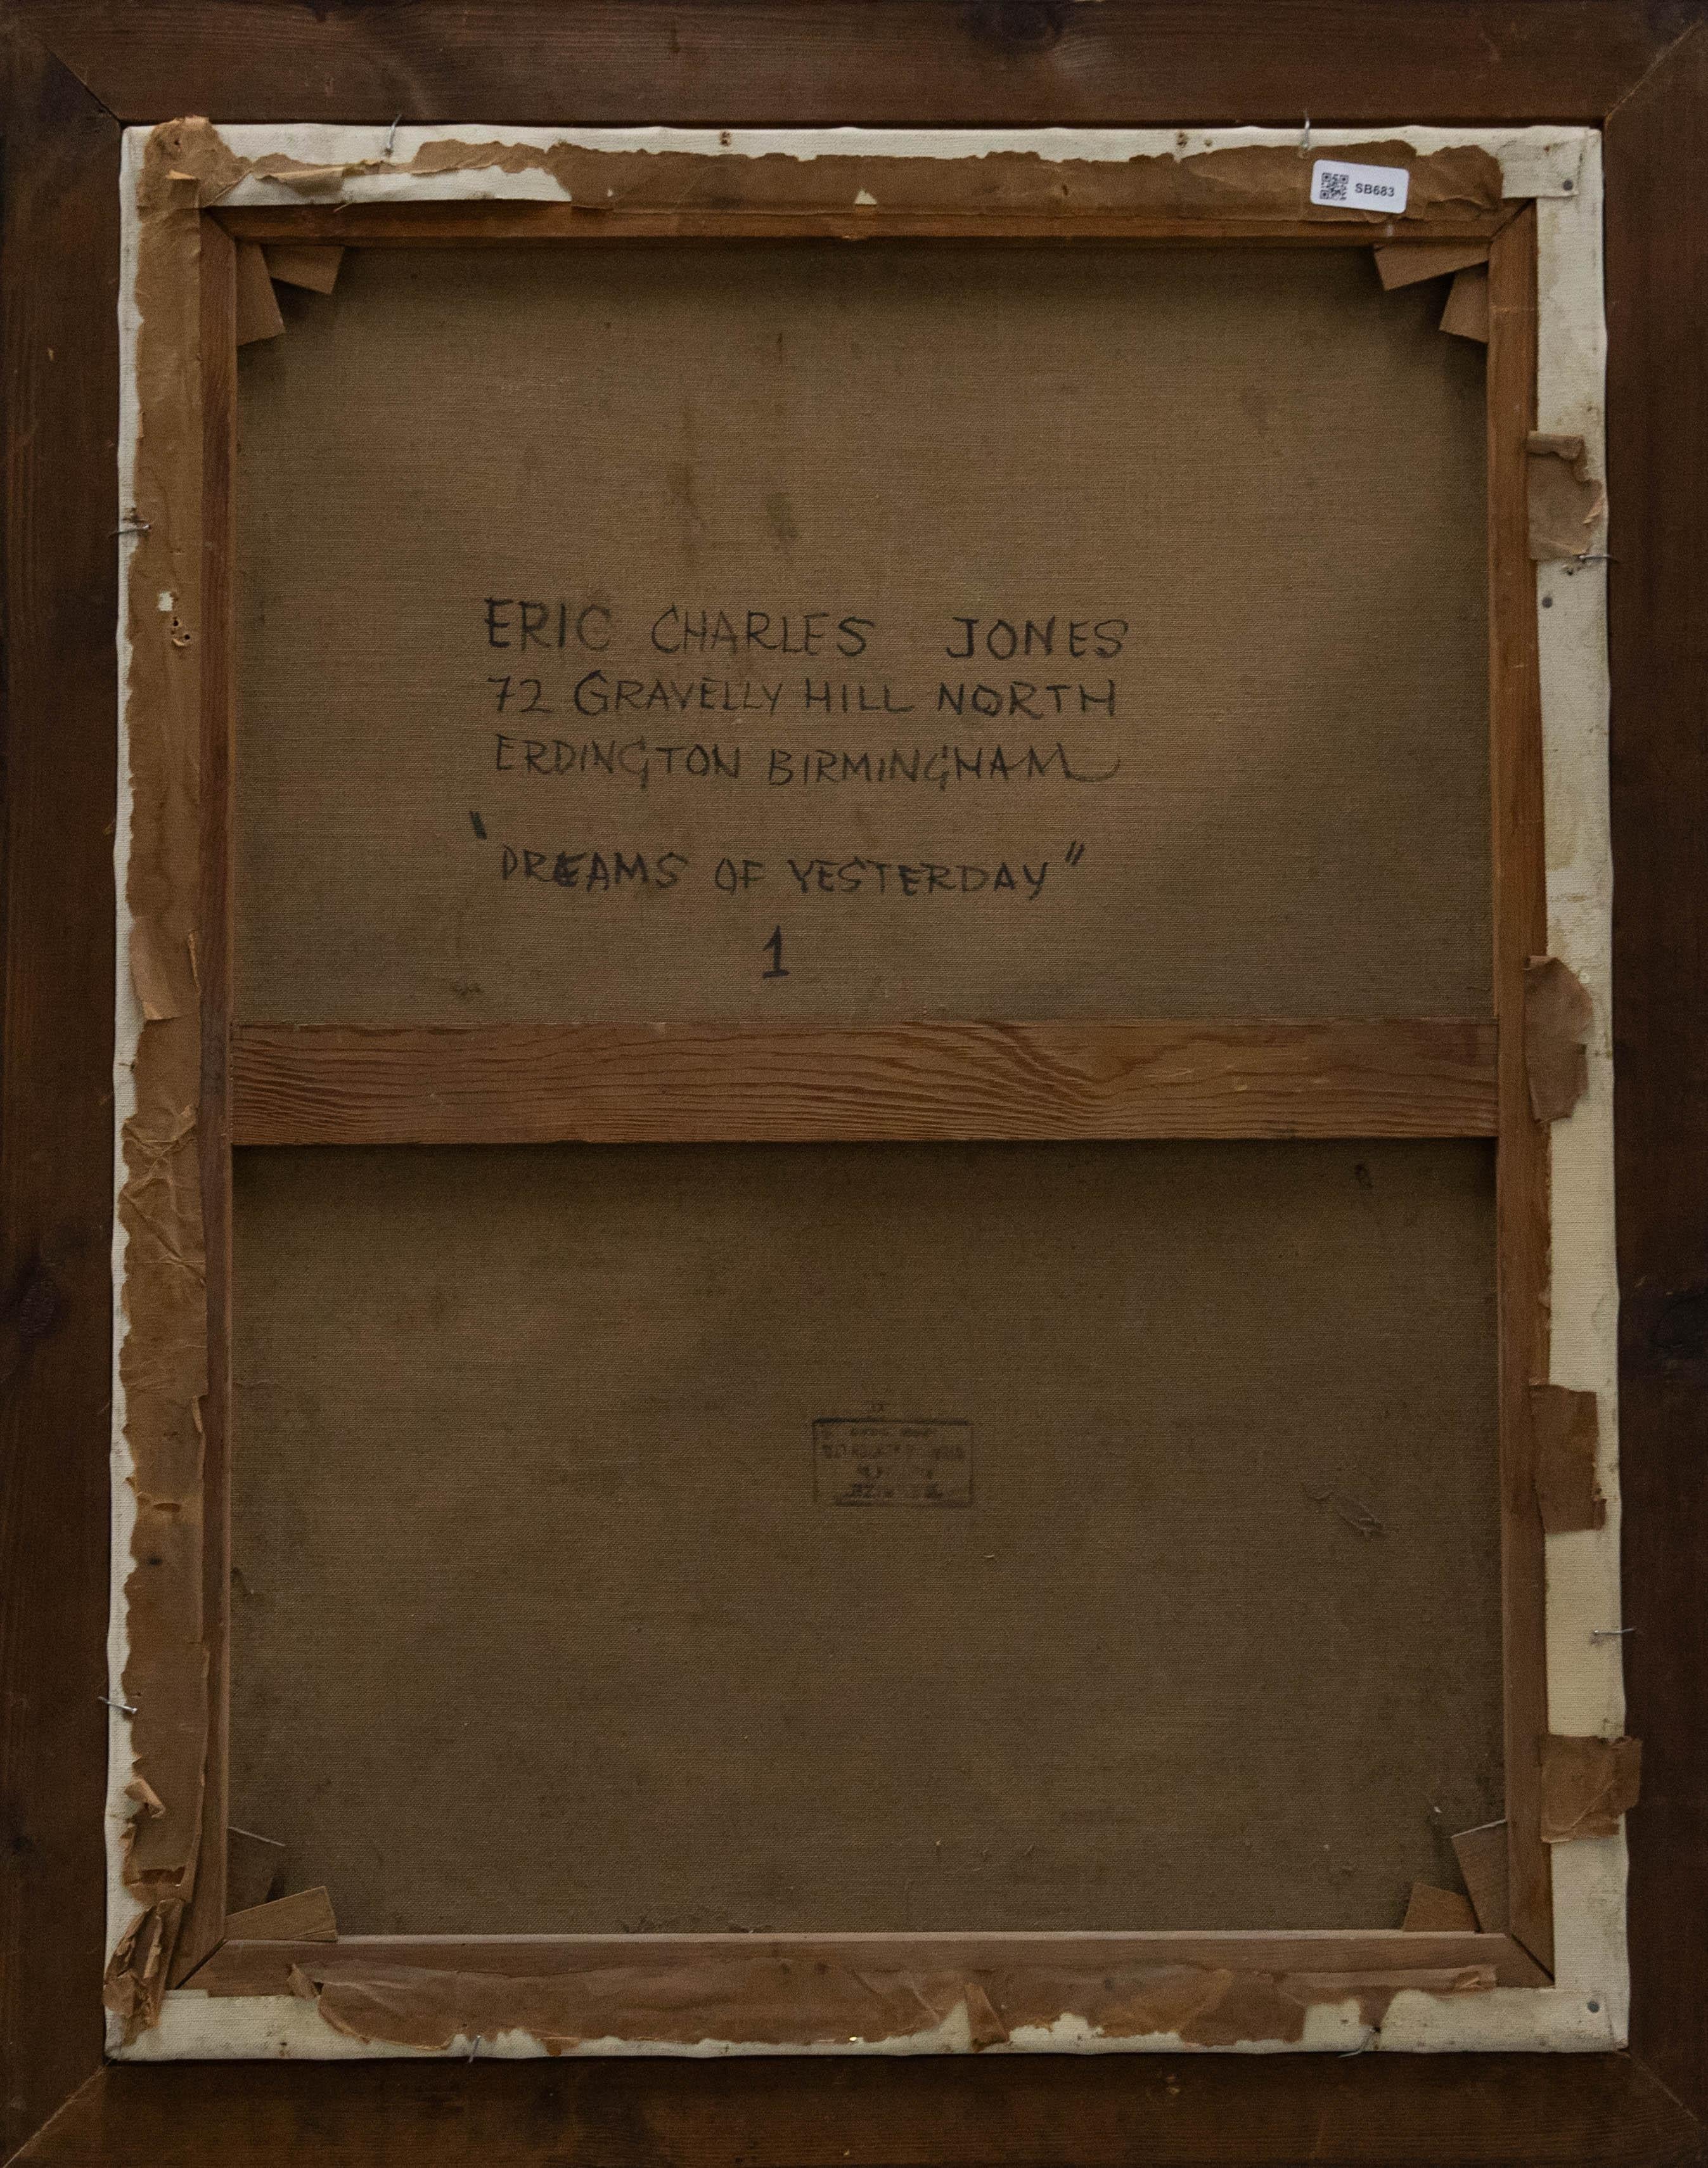 SB683
ERIC CHARLES JONES
72 GRAVELLY HILL NORTH
ERDINGTON BIRMINGHAM
"DREAMS OF YESTERDAY"
1